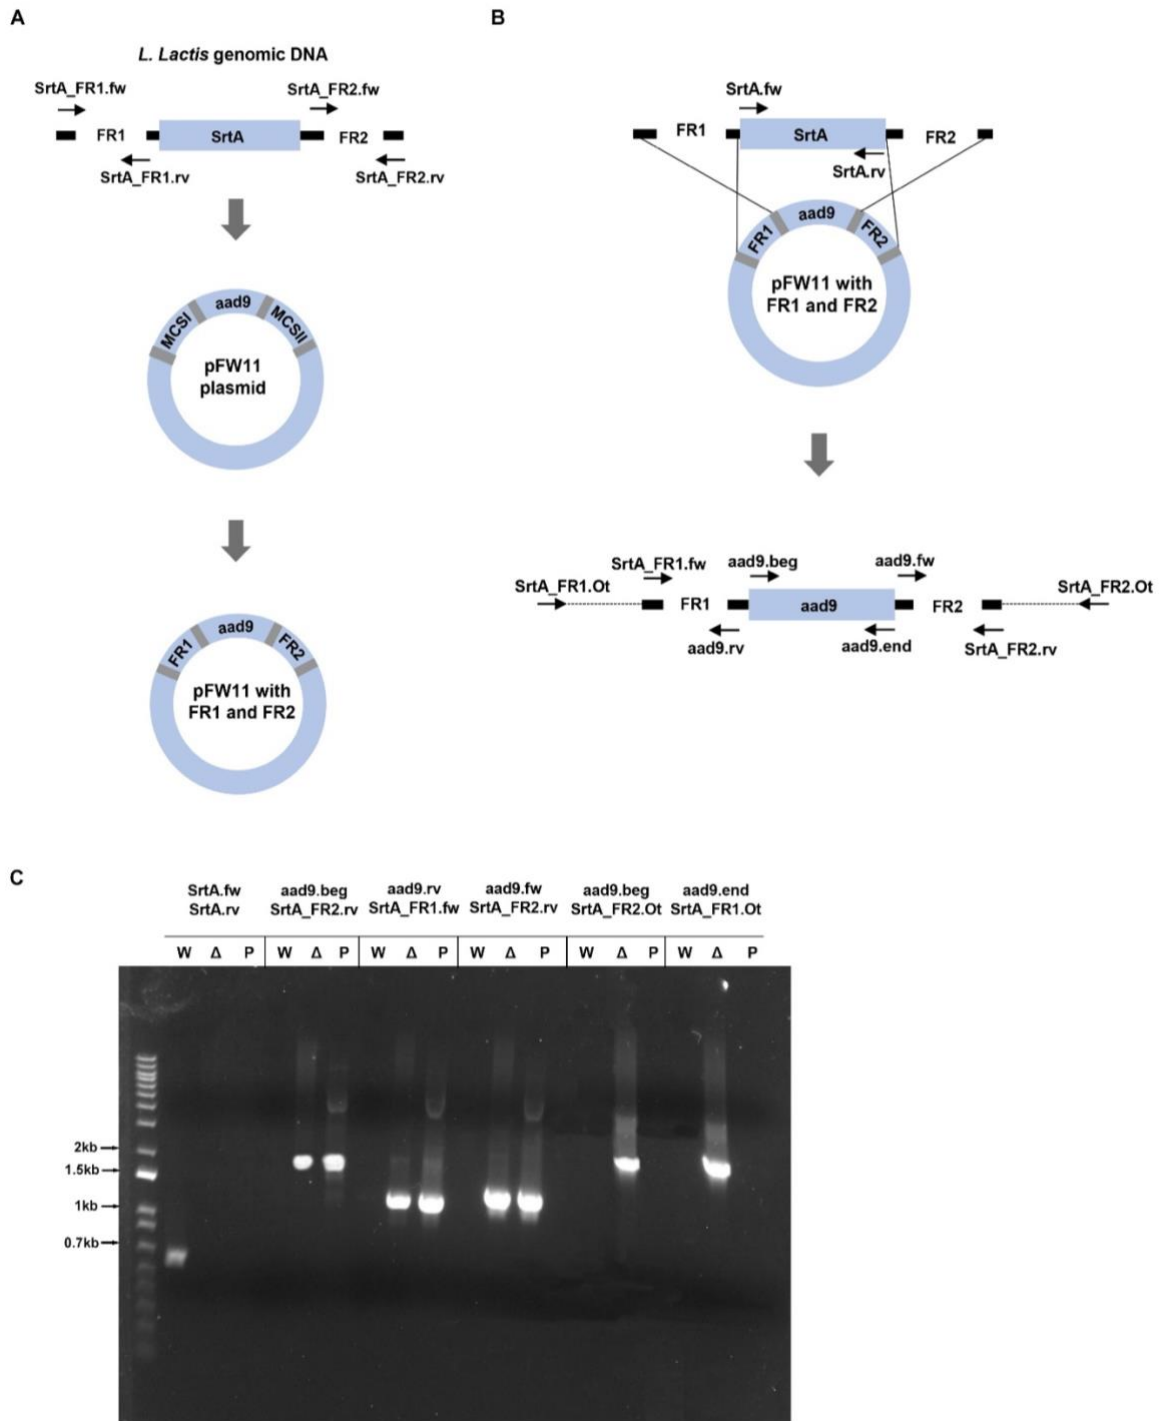 A
L. Lactis genomic DNA
SrtA_FR1.fw
SrtA_FR2.fw
FR1
SrtA
FR2
SrtA_FR1.rv
SrtA_FR2.rv
MCSI
aad9
MCSII
pFW11
plasmid
FR1
aad9
FR2
pFW11 with
FR1 and FR2
B
SrtA.fw
FR1
SrtA
FR2
SrtA.rv
FR1
aad9
FR2
pFW11 with
FR1 and FR2
SrtA_FR1.Ot
SrtA_FR1.fw
aad9.beg
aad9.fw
SrtA_FR2.Ot
FR1
aad9
FR2
aad9.rv
aad9.end
SrtA_FR2.rv
C
SrtA.fw aad9.beg aad9.rv aad9.fw aad9.beg aad9.end
SrtA.rv SrtA_FR2.rv SrtA_FR1.fw SrtA_FR2.rv SrtA_FR2.Ot SrtA_FR1.Ot
W Δ P W Δ P W Δ P W Δ P W Δ P W Δ P
2kb
1.5kb
1kb
0.7kb